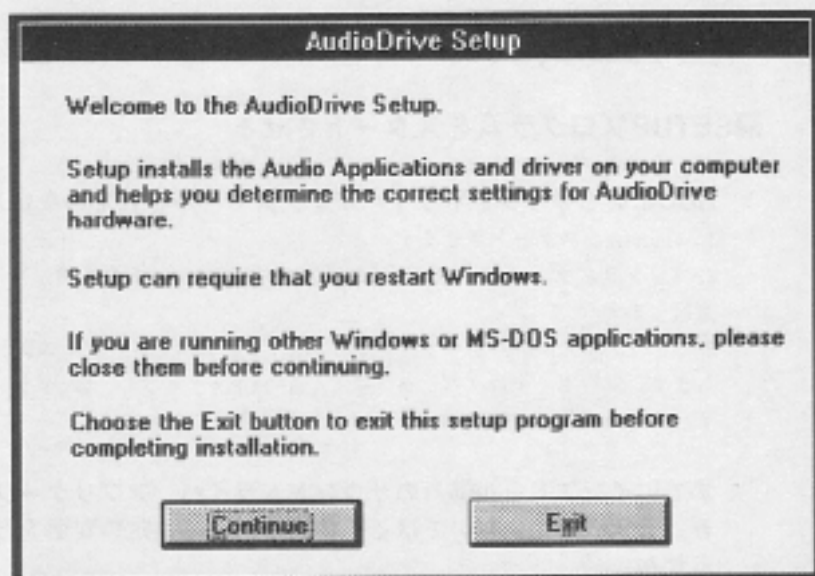 AudioDrive Setup
Welcome to the AudioDrive Setup.
Setup installs the Audio Applications and driver on your computer
and helps you determine the correct settings for AudioDrive
hardware.
Setup can require that you restart Windows.
If you are running other Windows or MS-DOS applications, please
close them before continuing.
Choose the Exit button to exit this setup program before
completing installation.
Continue
Exit